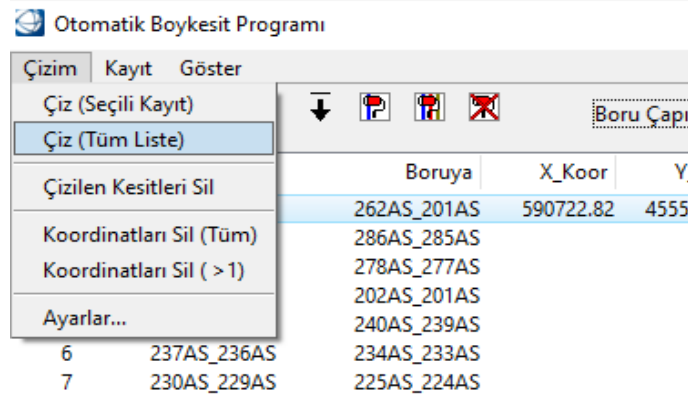 Otomatik Boykesit Programı
Çizim Kayıt Göster
Çiz (Seçili Kayıt)
Boru Çapı
Çiz (Tüm Liste)
Boruya X_Koor Y_
Çizilen Kesitleri Sil
262AS_201AS 590722.82 4555
Koordinatları Sil (Tüm) 286AS_285AS
Koordinatları Sil ( >1) 278AS_277AS
202AS_201AS
Ayarlar... 240AS_239AS
6 237AS_236AS 234AS_233AS
7 230AS_229AS 225AS_224AS